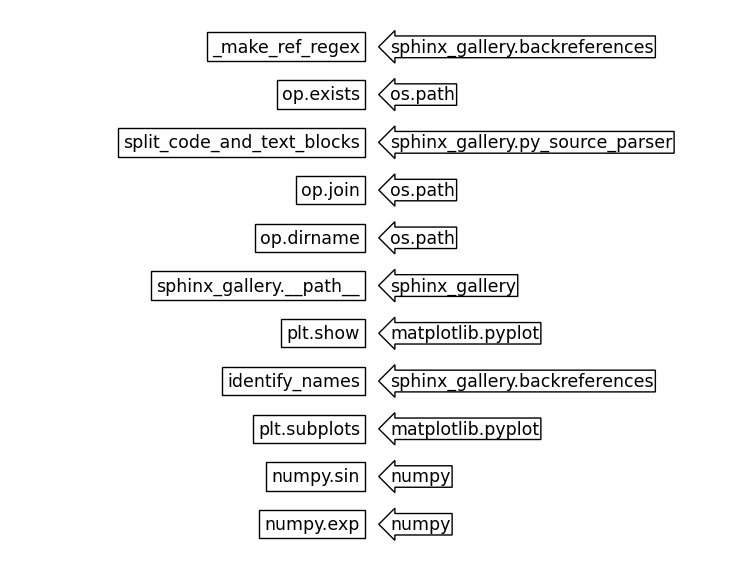 _make_ref_regex sphinx_gallery.backreferences
op.exists os.path
split_code_and_text_blocks sphinx_gallery.py_source_parser
op.join os.path
op.dirname os.path
sphinx_gallery.__path__ sphinx_gallery
plt.show matplotlib.pyplot
identify_names sphinx_gallery.backreferences
plt.subplots matplotlib.pyplot
numpy.sin numpy
numpy.exp numpy